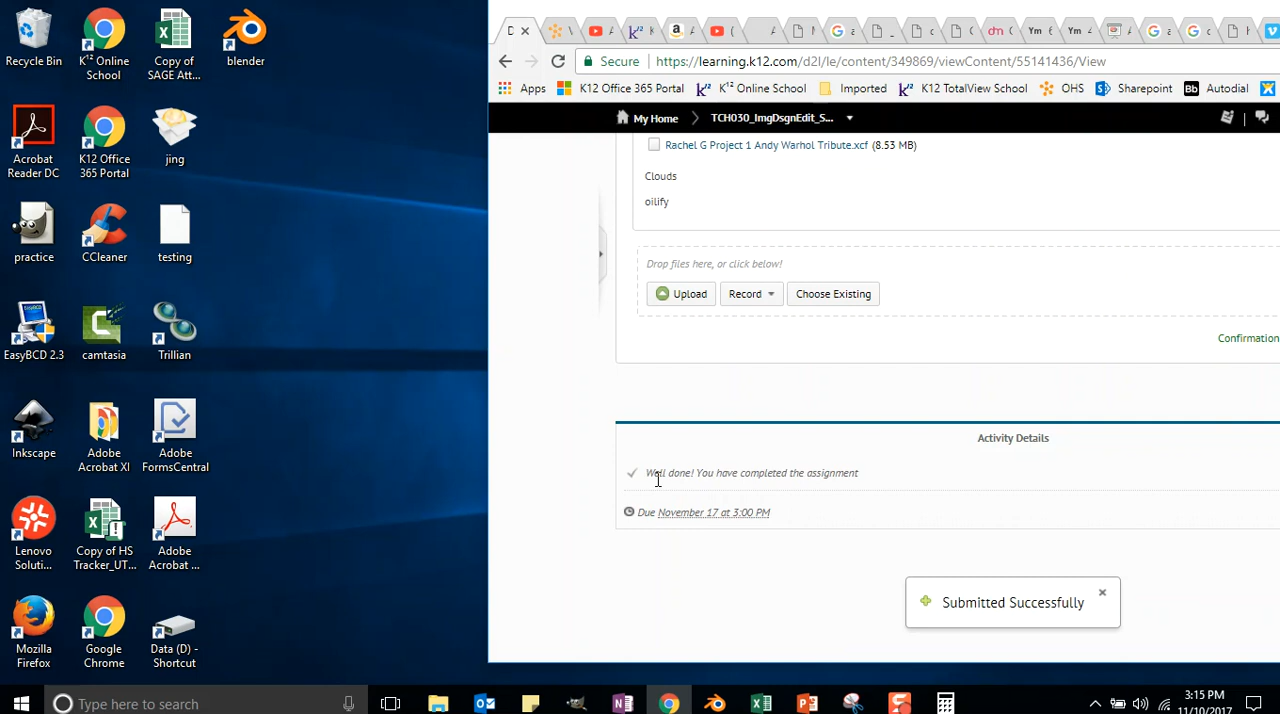 Recycle Bin
K¹² Online School
Copy of SAGE Att...
blender
Acrobat Reader DC
K12 Office 365 Portal
jing
practice
CCleaner
testing
EasyBCD 2.3
camtasia
Trillian
Inkscape
Adobe Acrobat XI
Adobe FormsCentral
Lenovo Soluti...
Copy of HS Tracker_UT...
Adobe Acrobat ...
Mozilla Firefox
Google Chrome
Data (D) - Shortcut
Secure https://learning.k12.com/d2l/le/content/349869/viewContent/55141436/View
Apps K12 Office 365 Portal K¹² Online School Imported K12 TotalView School OHS Sharepoint Bb Autodial
My Home TCH030_ImgDsgnEdit_S...
Rachel G Project 1 Andy Warhol Tribute.xcf (8.53 MB)
Clouds
oilify
Drop files here, or click below!
Upload Record Choose Existing
Confirmation
Activity Details
Well done! You have completed the assignment
Due November 17 at 3:00 PM
Submitted Successfully
Type here to search
3:15 PM
11/10/2017